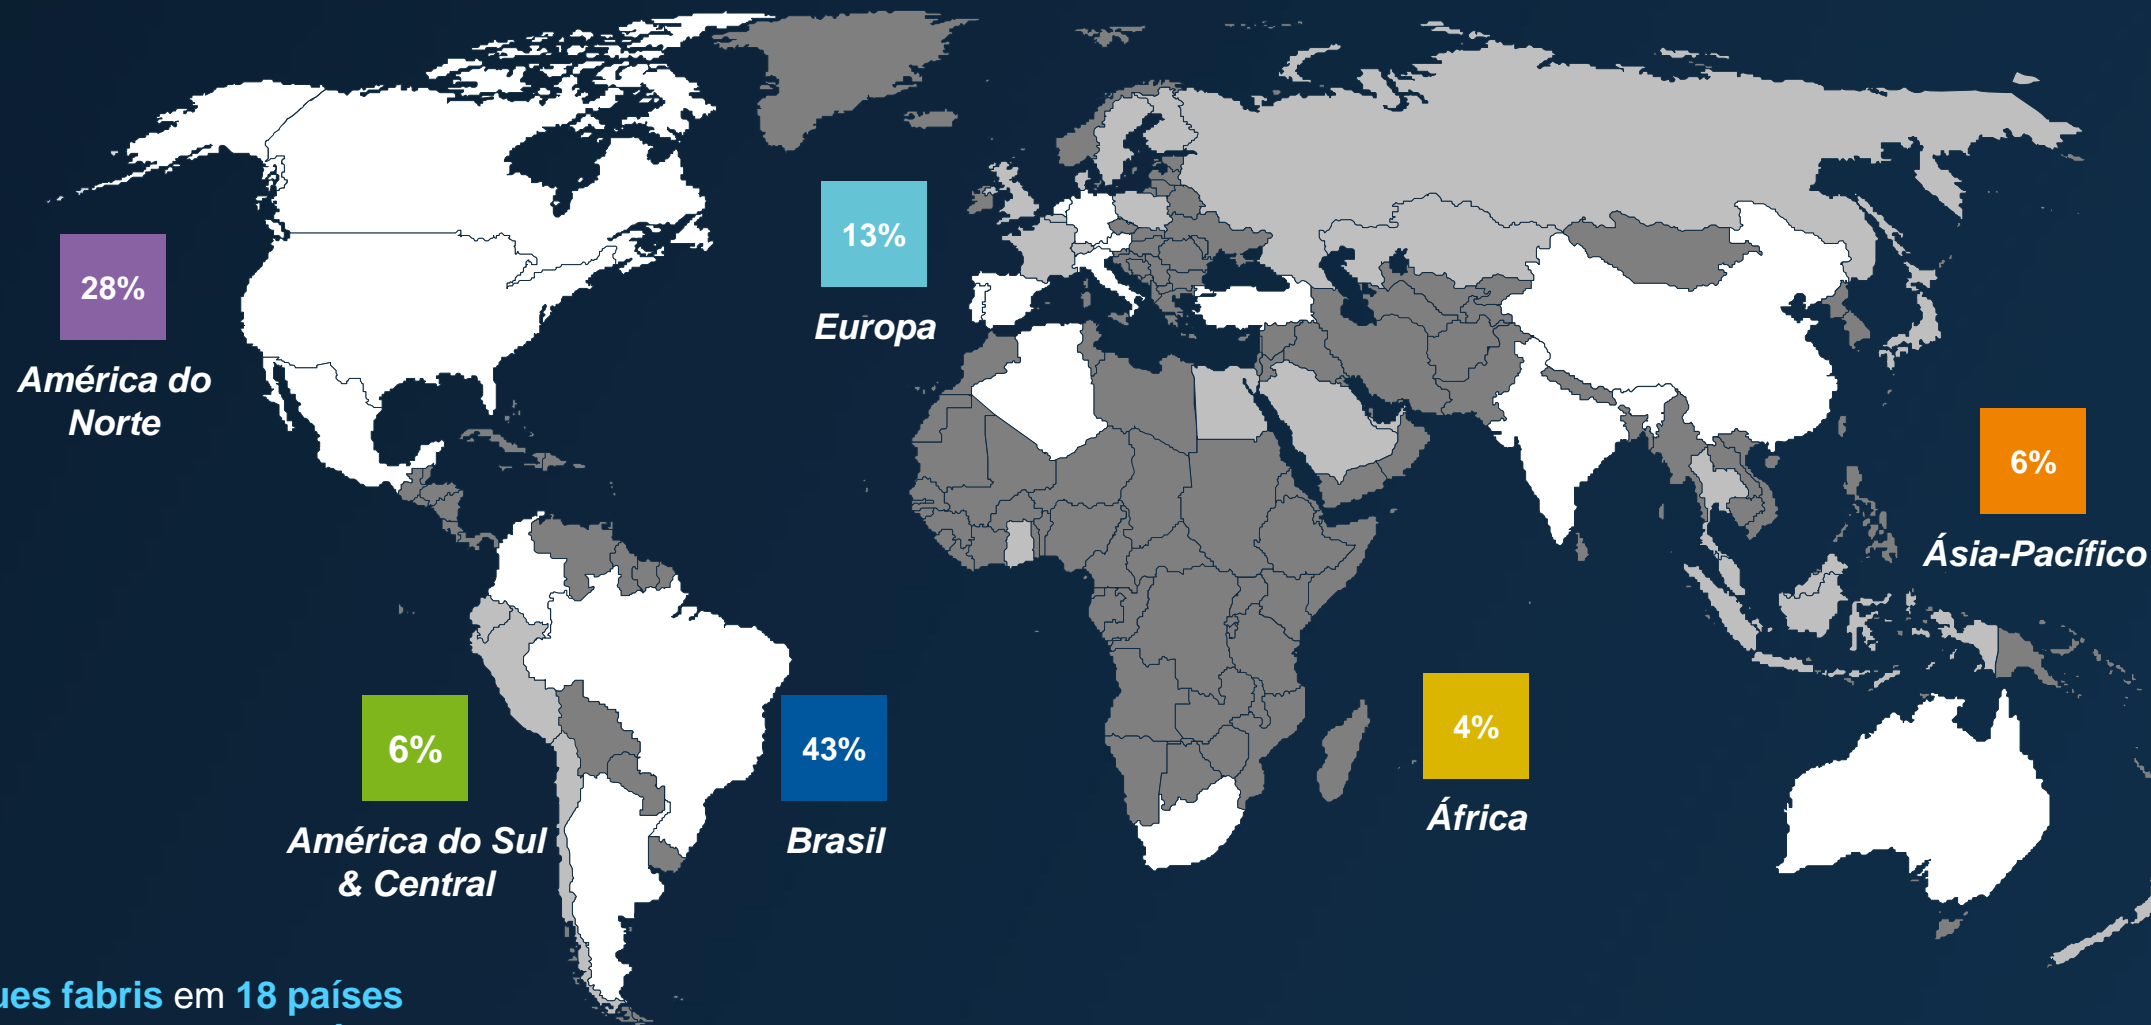 28%
América do
Norte
13%
Europa
6%
Ásia-Pacífico
6%
América do Sul
& Central
43%
Brasil
4%
África
ues fabris em 18 países